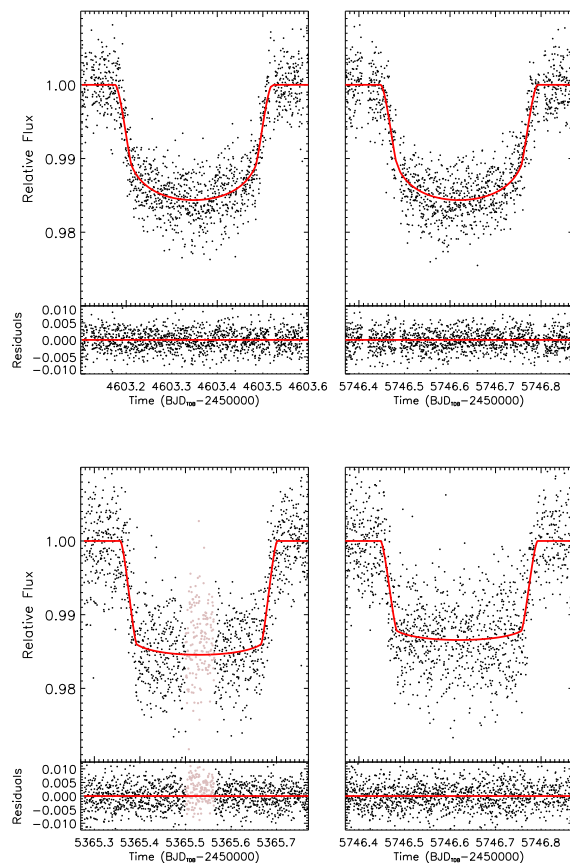 1.00
0.99
0.98
Relative Flux
0.010
0.005
0.000
−0.005
−0.010
Residuals
4603.2 4603.3 4603.4 4603.5 4603.6
Time (BJD_TDB−2450000)
5746.4 5746.5 5746.6 5746.7 5746.8
Time (BJD_TDB−2450000)
1.00
0.99
0.98
Relative Flux
0.010
0.005
0.000
−0.005
−0.010
Residuals
5365.3 5365.4 5365.5 5365.6 5365.7
Time (BJD_TDB−2450000)
5746.4 5746.5 5746.6 5746.7 5746.8
Time (BJD_TDB−2450000)